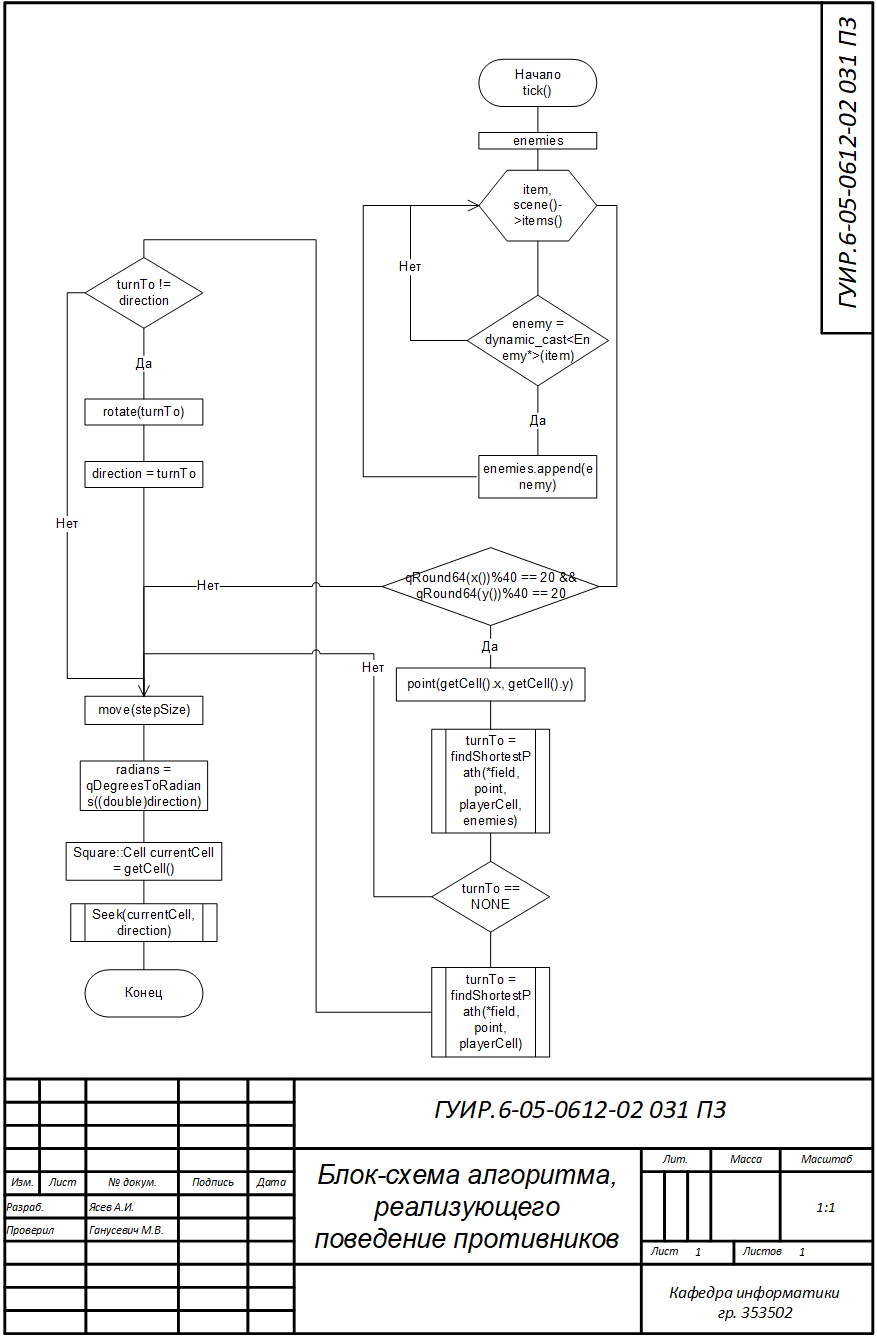 ГУИР.6-05-0612-02 031 ПЗ
Начало
tick()
enemies
item,
scene()-
>items()
Нет
enemy =
dynamic_cast<En
emy*>(item)
Да
enemies.append(e
nemy)
turnTo !=
direction
Да
rotate(turnTo)
direction = turnTo
Нет
qRound64(x())%40 == 20 &&
qRound64(y())%40 == 20
Нет
Да
Нет
point(getCell().x, getCell().y)
turnTo =
findShortestP
ath(*field,
point,
playerCell,
enemies)
turnTo ==
NONE
turnTo =
findShortestP
ath(*field,
point,
playerCell)
move(stepSize)
radians =
qDegreesToRadian
s((double)direction)
Square::Cell currentCell
= getCell()
Seek(currentCell,
direction)
Конец
ГУИР.6-05-0612-02 031 ПЗ
Изм. Лист № докум. Подпись Дата
Разраб. Ясев А.И.
Проверил Ганусевич М.В.
Блок-схема алгоритма,
реализующего
поведение противников
Лит. Масса Масштаб
1:1
Лист 1 Листов 1
Кафедра информатики
гр. 353502